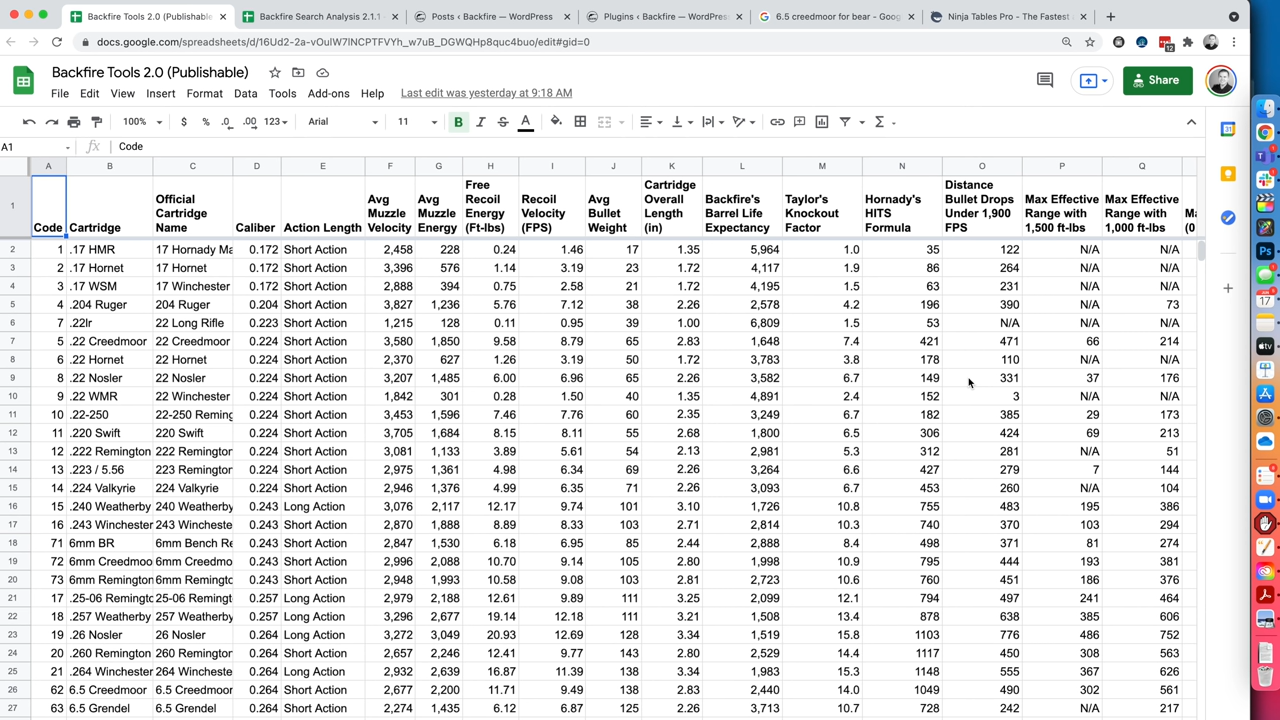 Backfire Tools 2.0 (Publishable)
Backfire Search Analysis 2.1.1
Posts ‹ Backfire — WordPress
Plugins ‹ Backfire — WordPress
6.5 creedmoor for bear - Goog
Ninja Tables Pro - The Fastest
docs.google.com/spreadsheets/d/16Ud2-2a-vOulW7lNCPTFVYh_w7uB_DGWQHp8quc4buo/edit#gid=0
Backfire Tools 2.0 (Publishable)
File Edit View Insert Format Data Tools Add-ons Help Last edit was yesterday at 9:18 AM
Share
100% $ % .0 .00 123 Arial 11 B I S A
A1 fx Code
A B C D E F G H I J K L M N O P Q
1 Code Cartridge Official Cartridge Name Caliber Action Length Avg Muzzle Velocity Avg Muzzle Energy Free Recoil Energy (Ft-lbs) Recoil Velocity (FPS) Avg Bullet Weight Cartridge Overall Length (in) Backfire's Barrel Life Expectancy Taylor's Knockout Factor Hornady's HITS Formula Distance Bullet Drops Under 1,900 FPS Max Effective Range with 1,500 ft-lbs Max Effective Range with 1,000 ft-lbs
2 1 .17 HMR 17 Hornady Ma 0.172 Short Action 2,458 228 0.24 1.46 17 1.35 5,964 1.0 35 122 N/A N/A
3 2 .17 Hornet 17 Hornet 0.172 Short Action 3,396 576 1.14 3.19 23 1.72 4,117 1.9 86 264 N/A N/A
4 3 .17 WSM 17 Winchester 0.172 Short Action 2,888 394 0.75 2.58 21 1.72 4,195 1.5 63 231 N/A N/A
5 4 .204 Ruger 204 Ruger 0.204 Short Action 3,827 1,236 5.76 5.74 38 2.26 2,578 4.2 196 390 N/A 73
6 7 .22lr 22 Long Rifle 0.223 Short Action 1,215 128 0.11 0.95 39 1.00 6,809 1.5 53 N/A N/A N/A
7 5 .22 Creedmoor 22 Creedmoor 0.224 Short Action 3,580 1,850 9.58 8.79 65 2.83 1,648 7.4 421 471 66 214
8 6 .22 Hornet 22 Hornet 0.224 Short Action 2,370 627 1.26 3.19 50 1.72 3,783 3.8 178 110 N/A N/A
9 8 .22 Nosler 22 Nosler 0.224 Short Action 3,207 1,485 6.00 6.96 65 2.26 3,582 6.7 149 331 37 176
10 9 .22 WMR 22 Winchester 0.224 Short Action 1,842 301 0.28 1.50 40 1.35 4,891 2.4 152 3 N/A N/A
11 10 .22-250 22-250 Reming 0.224 Short Action 3,453 1,596 7.46 7.76 60 2.35 3,249 6.7 182 385 29 173
12 11 .220 Swift 220 Swift 0.224 Short Action 3,705 1,684 8.15 8.11 55 2.68 1,800 6.5 306 424 69 213
13 12 .222 Remington 222 Remington 0.224 Short Action 3,081 1,133 3.89 5.61 54 2.13 2,981 5.3 312 281 N/A 51
14 13 .223 / 5.56 223 Remington 0.224 Short Action 2,975 1,361 4.98 6.34 69 2.26 3,264 6.6 427 279 7 144
15 14 .224 Valkyrie 224 Valkyrie 0.224 Short Action 2,946 1,376 4.99 6.35 71 2.26 3,093 6.7 453 260 N/A 104
16 15 .240 Weatherby 240 Weatherby 0.243 Long Action 3,076 2,117 12.17 9.74 101 3.10 1,726 10.8 755 483 195 386
17 16 .243 Winchester 243 Wincheste 0.243 Short Action 2,870 1,888 8.89 8.33 103 2.71 2,814 10.3 740 370 103 294
18 71 6mm BR 6mm Bench Re 0.243 Short Action 2,847 1,530 6.18 6.95 85 2.44 2,888 8.4 498 371 81 274
19 72 6mm Creedmoo 6mm Creedmo 0.243 Short Action 2,996 2,088 10.70 9.14 105 2.80 1,998 10.9 795 444 193 381
20 73 6mm Remington 6mm Remington 0.243 Short Action 2,948 1,993 10.58 9.08 103 2.81 2,723 10.6 760 451 186 376
21 17 .25-06 Remingt 25-06 Remingto 0.257 Long Action 2,979 2,188 12.61 9.89 111 3.25 2,099 12.1 794 497 241 464
22 18 .257 Weatherby 257 Weatherby 0.257 Long Action 3,296 2,677 19.14 12.18 111 3.21 1,508 13.4 878 638 385 606
23 19 .26 Nosler 26 Nosler 0.264 Long Action 3,272 3,049 20.93 12.69 128 3.34 1,519 15.8 1103 776 486 752
24 20 .260 Remington 260 Remington 0.264 Short Action 2,657 2,246 12.41 9.77 143 2.80 2,529 14.4 1117 450 308 563
25 21 .264 Winchester 264 Wincheste 0.264 Long Action 2,932 2,639 16.87 11.39 138 3.34 1,983 15.3 1148 555 367 626
26 62 6.5 Creedmoor 6.5 Creedmoor 0.264 Short Action 2,677 2,200 11.71 9.49 143 2.83 2,440 14.0 1049 490 302 561
27 63 6.5 Grendel 6.5 Grendel 0.264 Short Action 2,274 1,435 6.12 6.87 125 2.26 3,713 10.7 728 242 N/A 217